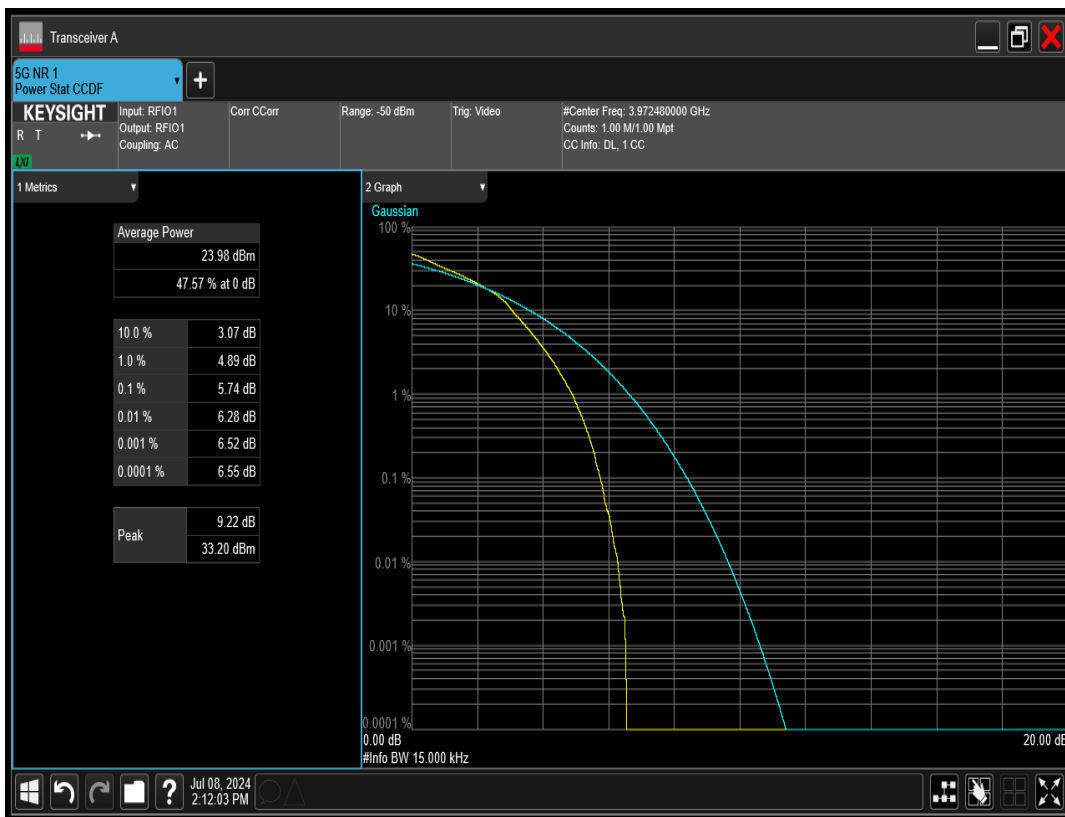 Transceiver A
5G NR 1
Power Stat CCDF
+
KEYSIGHT
R T
LXI
Input: RFIO1
Output: RFIO1
Coupling: AC
Corr CCorr
Range: -50 dBm
Trig: Video
#Center Freq: 3.972480000 GHz
Counts: 1.00 M/1.00 Mpt
CC Info: DL, 1 CC
1 Metrics
Average Power
23.98 dBm
47.57 % at 0 dB
10.0 % 3.07 dB
1.0 % 4.89 dB
0.1 % 5.74 dB
0.01 % 6.28 dB
0.001 % 6.52 dB
0.0001 % 6.55 dB
Peak
9.22 dB
33.20 dBm
2 Graph
Gaussian
100 %
10 %
1 %
0.1 %
0.01 %
0.001 %
0.0001 %
0.00 dB 20.00 dB
#Info BW 15.000 kHz
?
Jul 08, 2024
2:12:03 PM